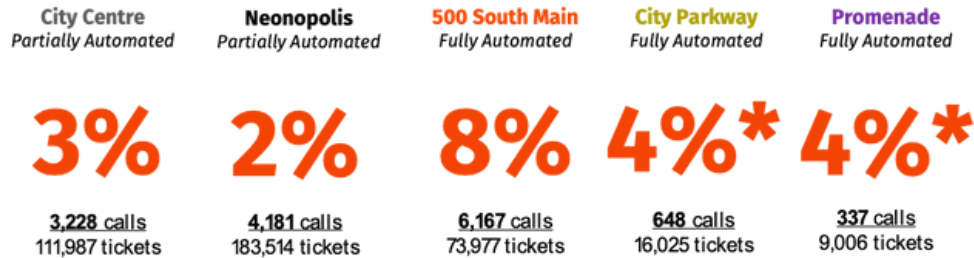 City Centre
Partially Automated
3%
3,228 calls
111,987 tickets
Neonopolis
Partially Automated
2%
4,181 calls
183,514 tickets
500 South Main
Fully Automated
8%
6,167 calls
73,977 tickets
City Parkway
Fully Automated
4%*
648 calls
16,025 tickets
Promenade
Fully Automated
4%*
337 calls
9,006 tickets